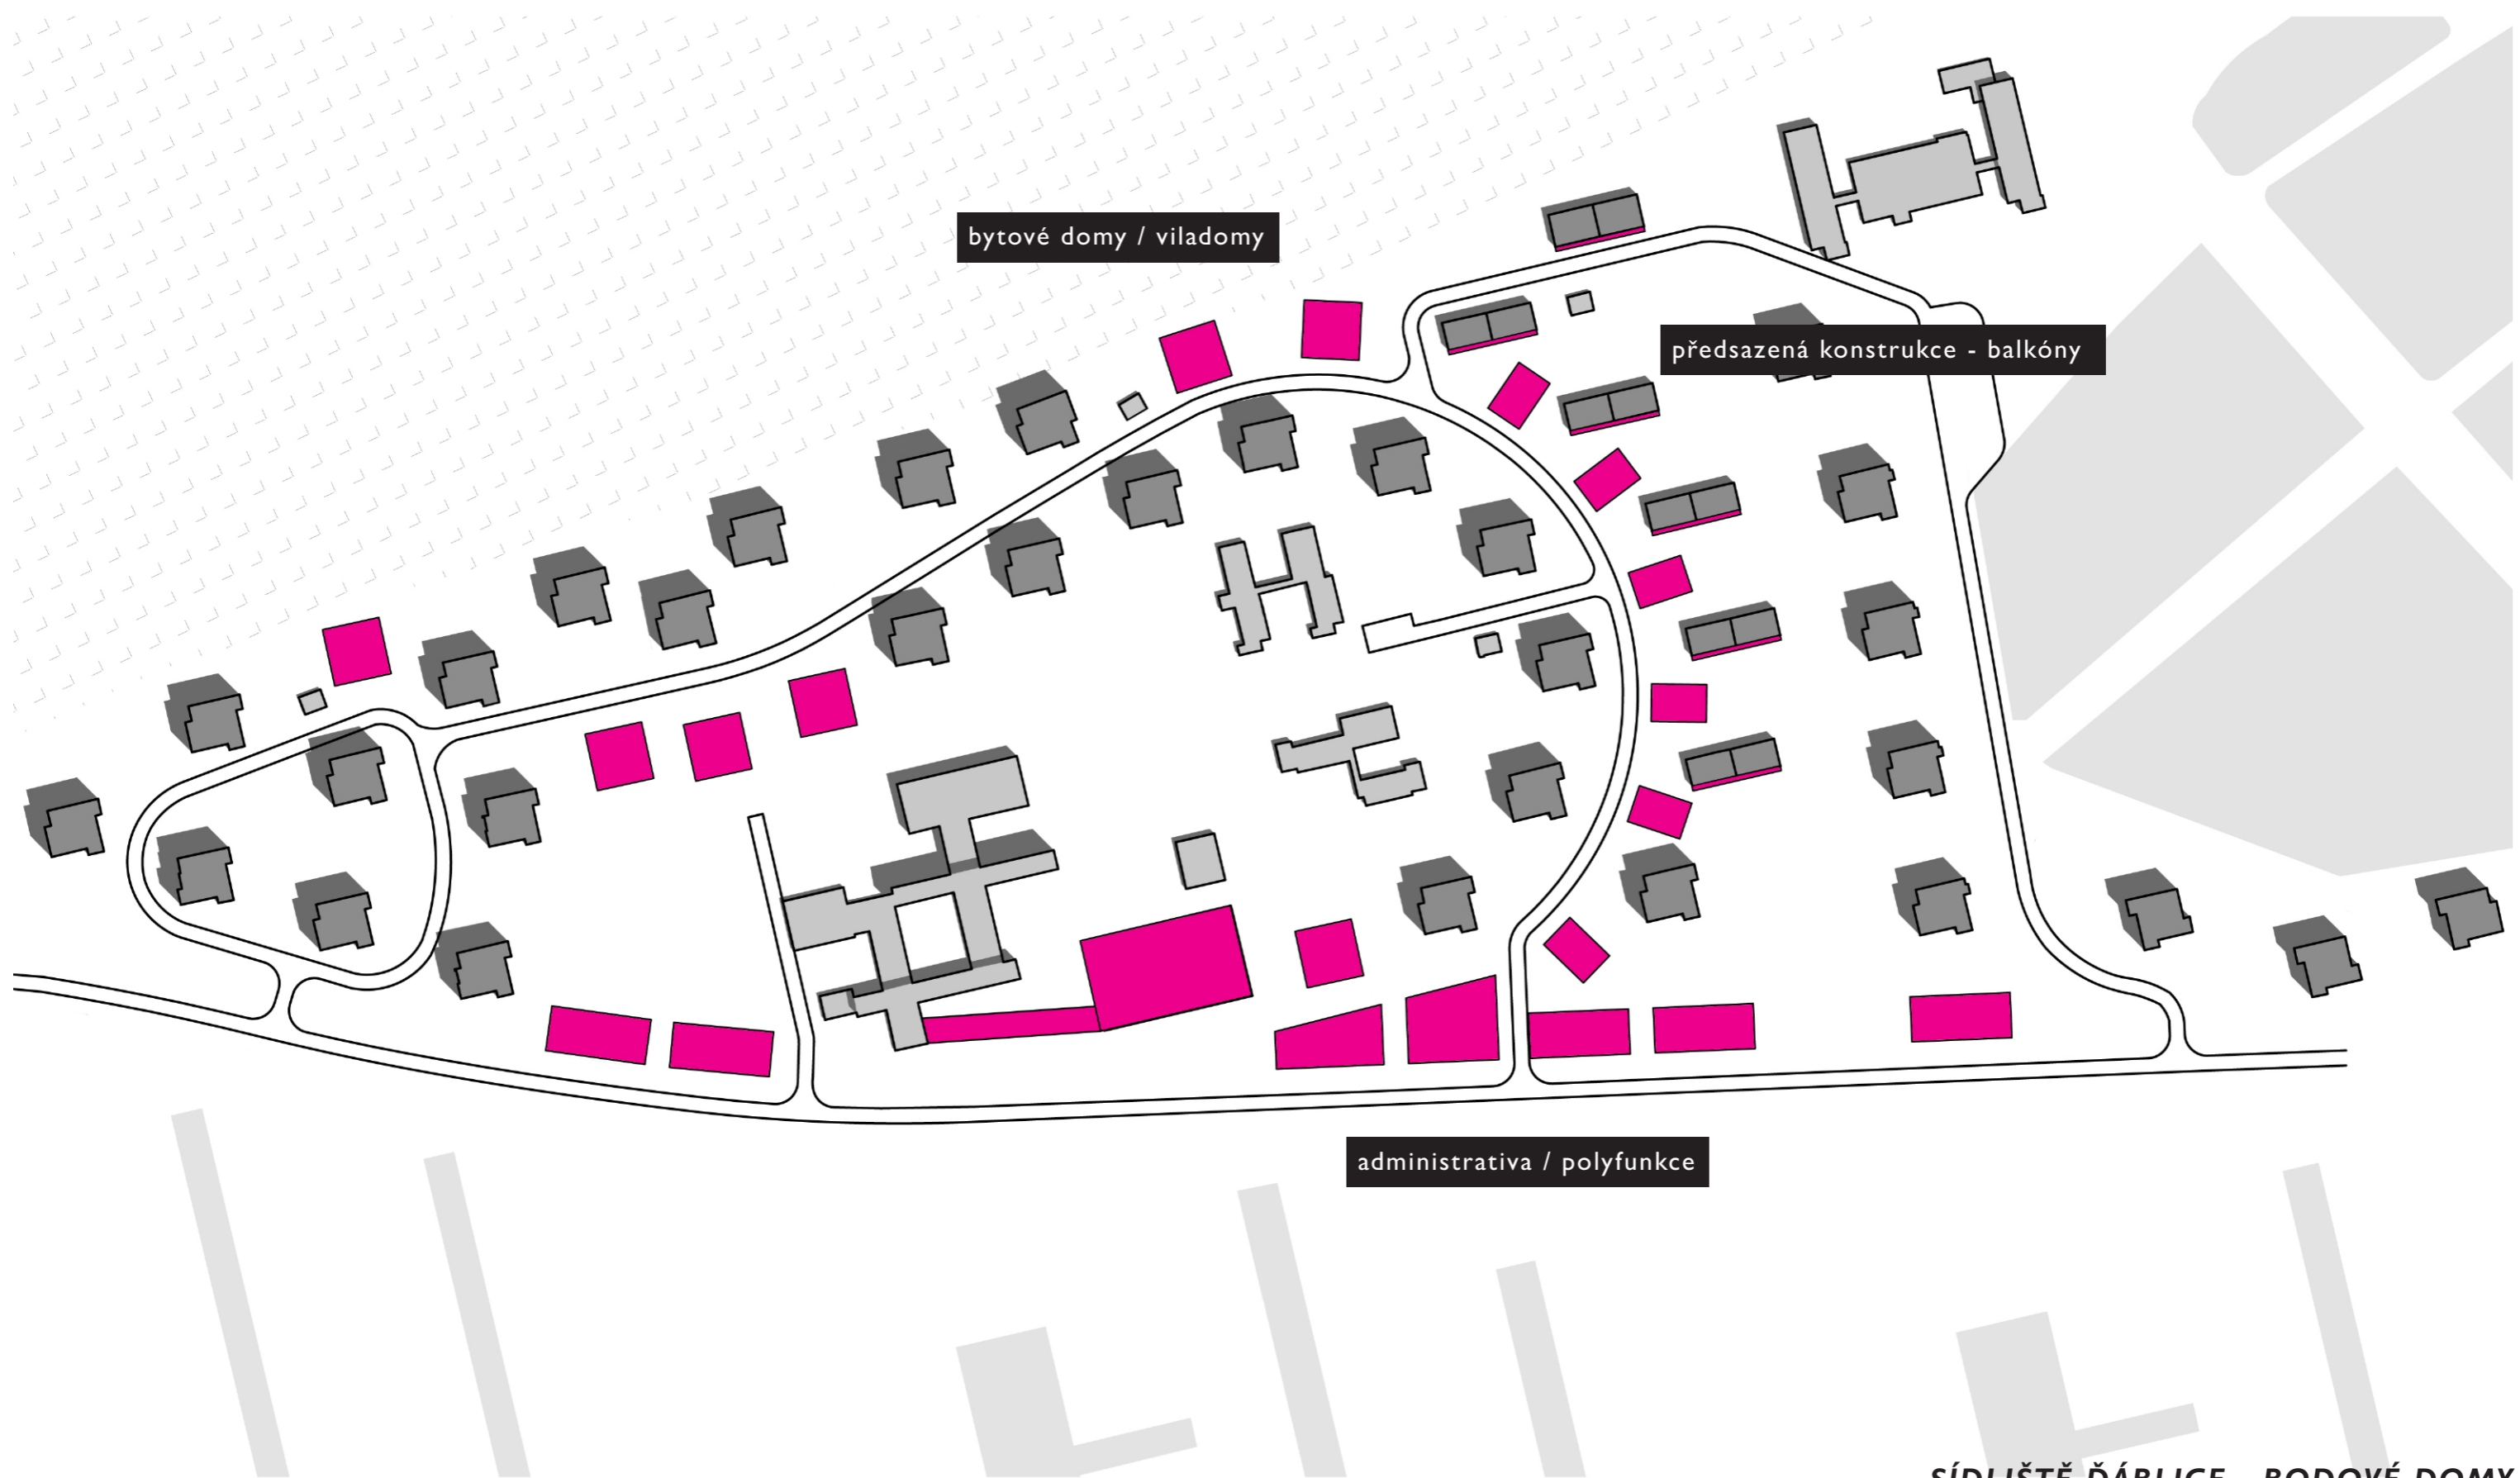 bytové domy / viladomy
předsazená konstrukce - balkóny
administrativa / polyfunkce
SÍDLIŠTĚ ĎÁBLICE - BODOVÉ DOMY